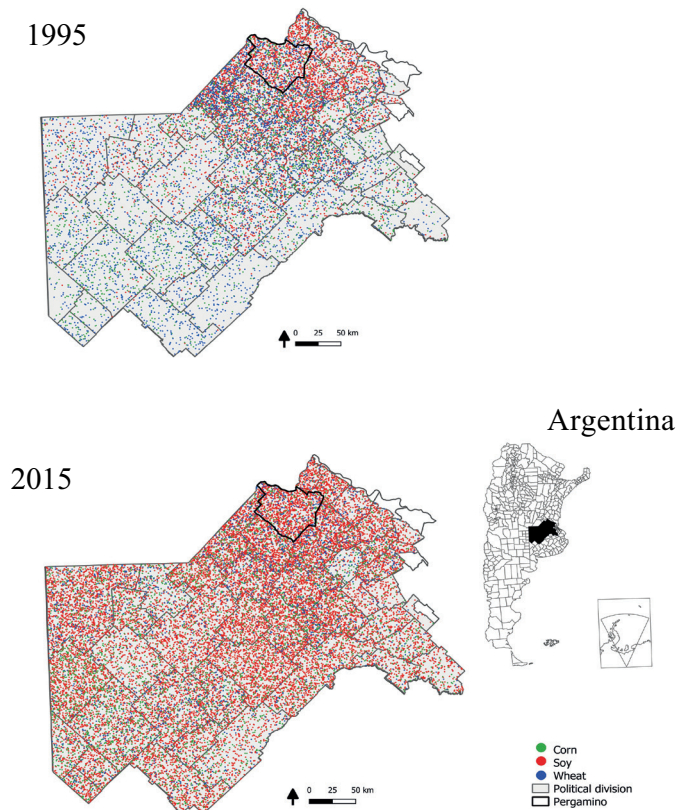 1995
0 25 50 km
Argentina
2015
0 25 50 km
Corn
Soy
Wheat
Political division
Pergamino